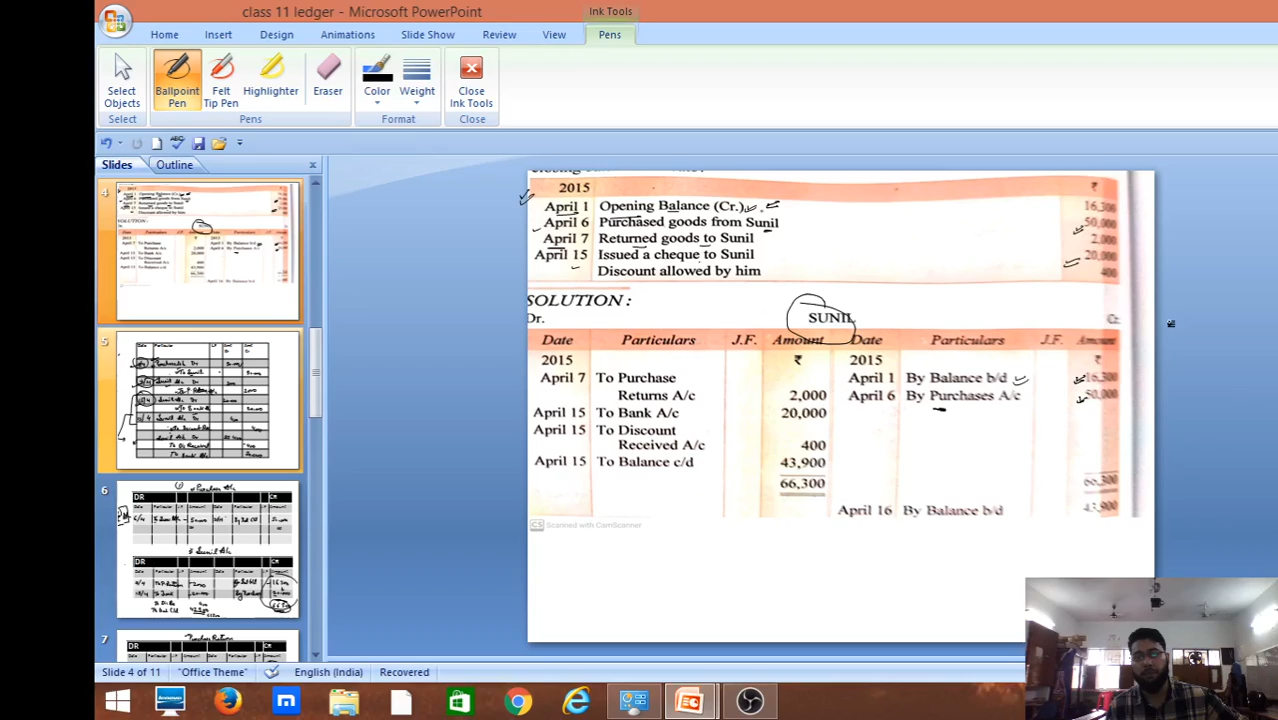 class 11 ledger - Microsoft PowerPoint
Ink Tools
Home Insert Design Animations Slide Show Review View Pens
Select Objects
Ballpoint Pen
Felt Tip Pen
Highlighter
Eraser
Color
Weight
Close Ink Tools
Select
Pens
Format
Close
Slides Outline
4
5
6
7
2015 ₹
April 1 Opening Balance (Cr.) 16,300
April 6 Purchased goods from Sunil 50,000
April 7 Returned goods to Sunil 2,000
April 15 Issued a cheque to Sunil 20,000
Discount allowed by him 400
SOLUTION :
Dr. SUNIL Cr.
Date Particulars J.F. Amount Date Particulars J.F. Amount
2015 ₹ 2015 ₹
April 7 To Purchase April 1 By Balance b/d 16,300
Returns A/c 2,000 April 6 By Purchases A/c 50,000
April 15 To Bank A/c 20,000
April 15 To Discount
Received A/c 400
April 15 To Balance c/d 43,900
66,300 66,300
April 16 By Balance b/d 43,900
CS Scanned with CamScanner
Slide 4 of 11 "Office Theme" English (India) Recovered